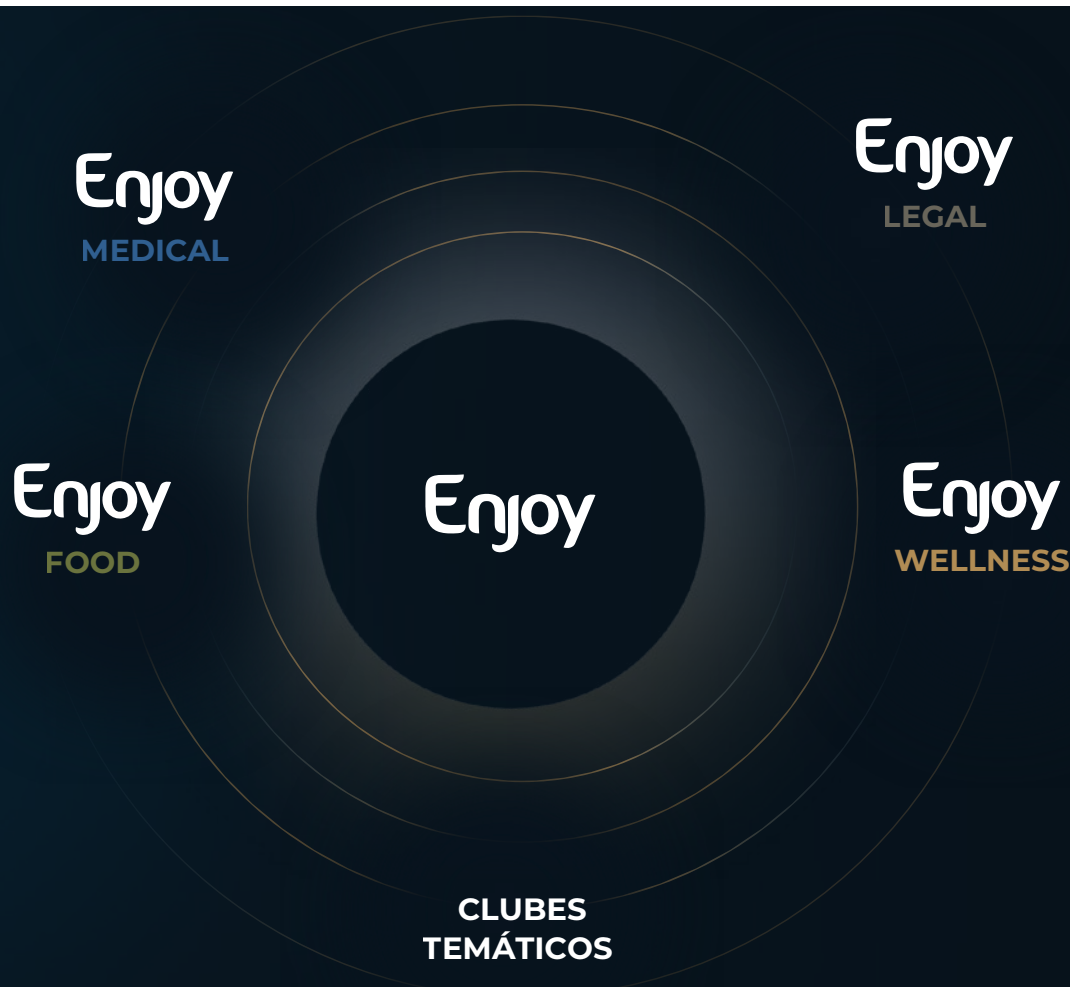 Enjoy
MEDICAL
Enjoy
LEGAL
Enjoy
FOOD
Enjoy
Enjoy
WELLNESS
CLUBES
TEMÁTICOS